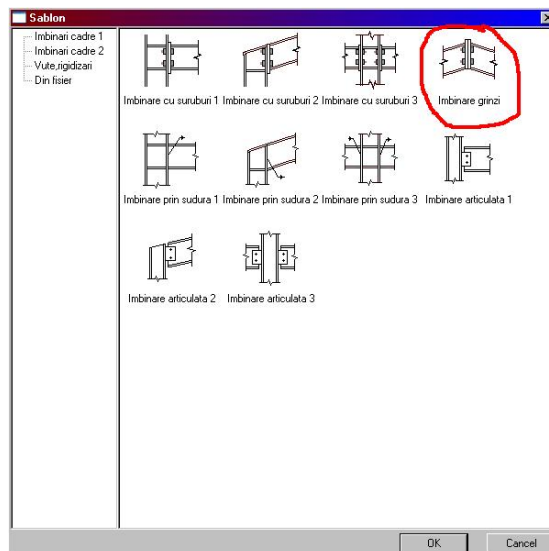 Sablon
Imbinari cadre 1
Imbinari cadre 2
Vute,rigidizari
Din fisier
Imbinare cu suruburi 1 Imbinare cu suruburi 2 Imbinare cu suruburi 3 Imbinare grinzi
Imbinare prin sudura 1 Imbinare prin sudura 2 Imbinare prin sudura 3 Imbinare articulata 1
Imbinare articulata 2 Imbinare articulata 3
OK Cancel